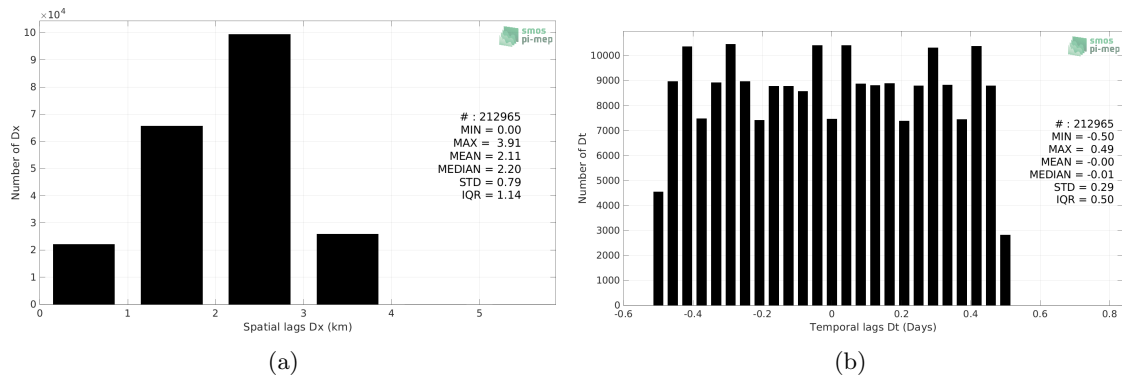 ×10⁴
10
9
8
7
6
5
4
3
2
1
0
0 1 2 3 4 5
Number of Dx
Spatial lags Dx (km)
smos
pi-mep
# : 212965
MIN = 0.00
MAX = 3.91
MEAN = 2.11
MEDIAN = 2.20
STD = 0.79
IQR = 1.14
(a)
10000
9000
8000
7000
6000
5000
4000
3000
2000
1000
0
-0.6 -0.4 -0.2 0 0.2 0.4 0.6 0.8
Number of Dt
Temporal lags Dt (Days)
smos
pi-mep
# : 212965
MIN = -0.50
MAX = 0.49
MEAN = -0.00
MEDIAN = -0.01
STD = 0.29
IQR = 0.50
(b)